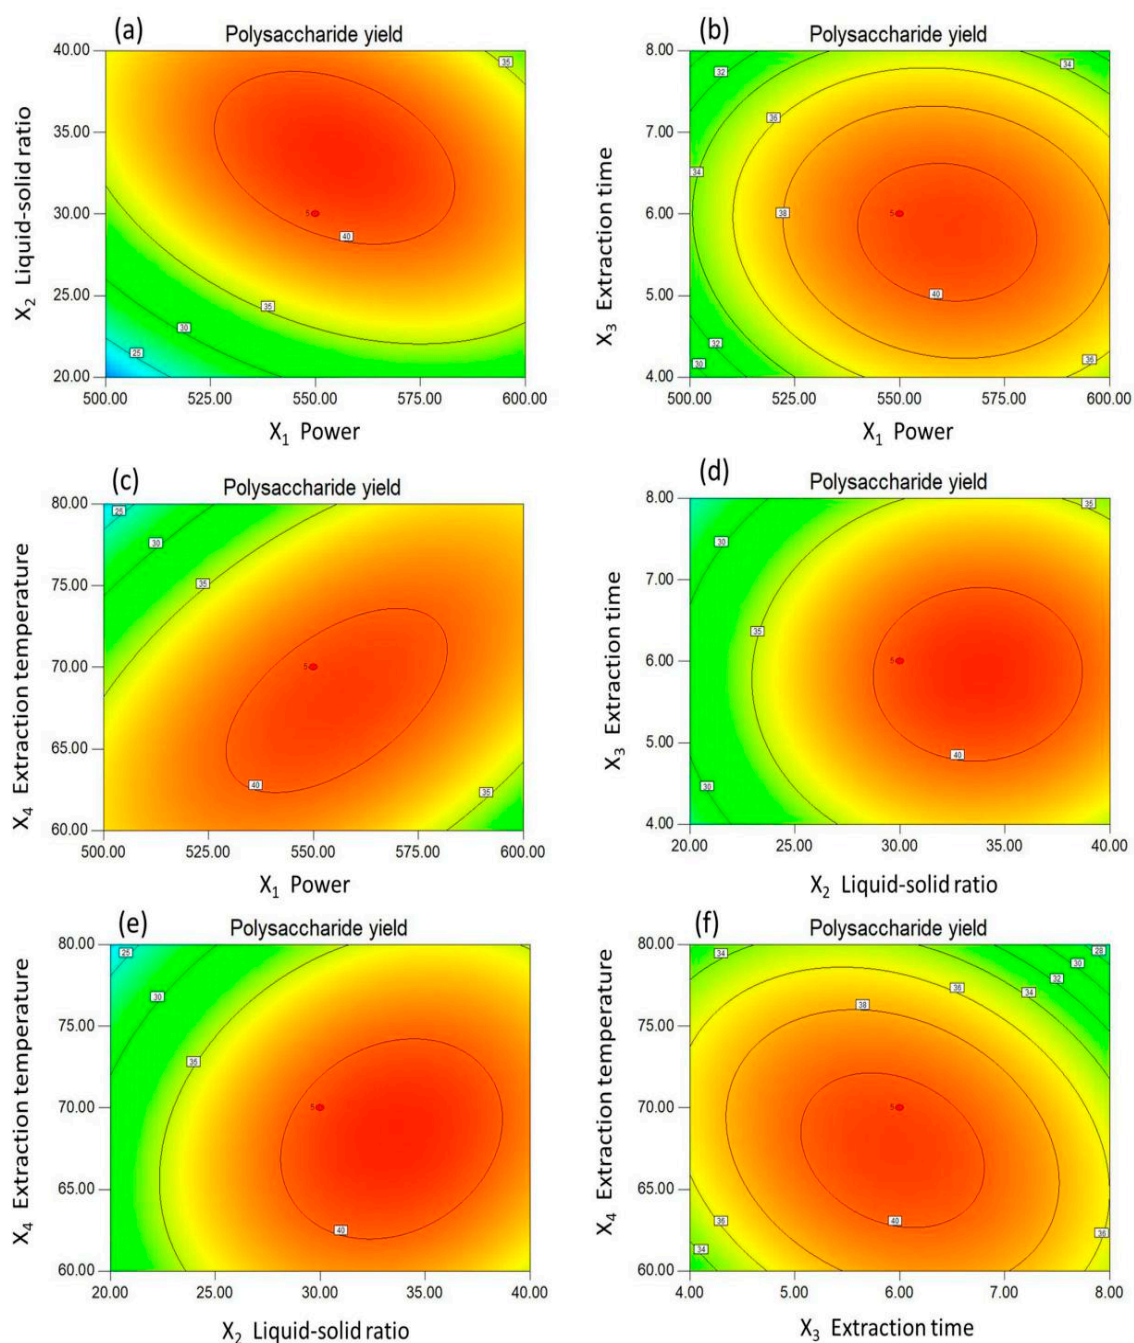 (a)
Polysaccharide yield
40.00
35.00
30.00
25.00
20.00
X2 Liquid-solid ratio
35
5
40
35
30
25
500.00 525.00 550.00 575.00 600.00
X1 Power
(b)
Polysaccharide yield
8.00
7.00
6.00
5.00
4.00
X3 Extraction time
32
34
36
34
38
5
40
32
30
36
500.00 525.00 550.00 575.00 600.00
X1 Power
(c)
Polysaccharide yield
80.00
75.00
70.00
65.00
60.00
X4 Extraction temperature
25
30
35
5
40
35
500.00 525.00 550.00 575.00 600.00
X1 Power
(d)
Polysaccharide yield
8.00
7.00
6.00
5.00
4.00
X3 Extraction time
35
30
35
5
40
30
20.00 25.00 30.00 35.00 40.00
X2 Liquid-solid ratio
(e)
Polysaccharide yield
80.00
75.00
70.00
65.00
60.00
X4 Extraction temperature
25
30
35
5
40
20.00 25.00 30.00 35.00 40.00
X2 Liquid-solid ratio
(f)
Polysaccharide yield
80.00
75.00
70.00
65.00
60.00
X4 Extraction temperature
34
28
30
32
34
36
38
5
40
36
34
36
4.00 5.00 6.00 7.00 8.00
X3 Extraction time